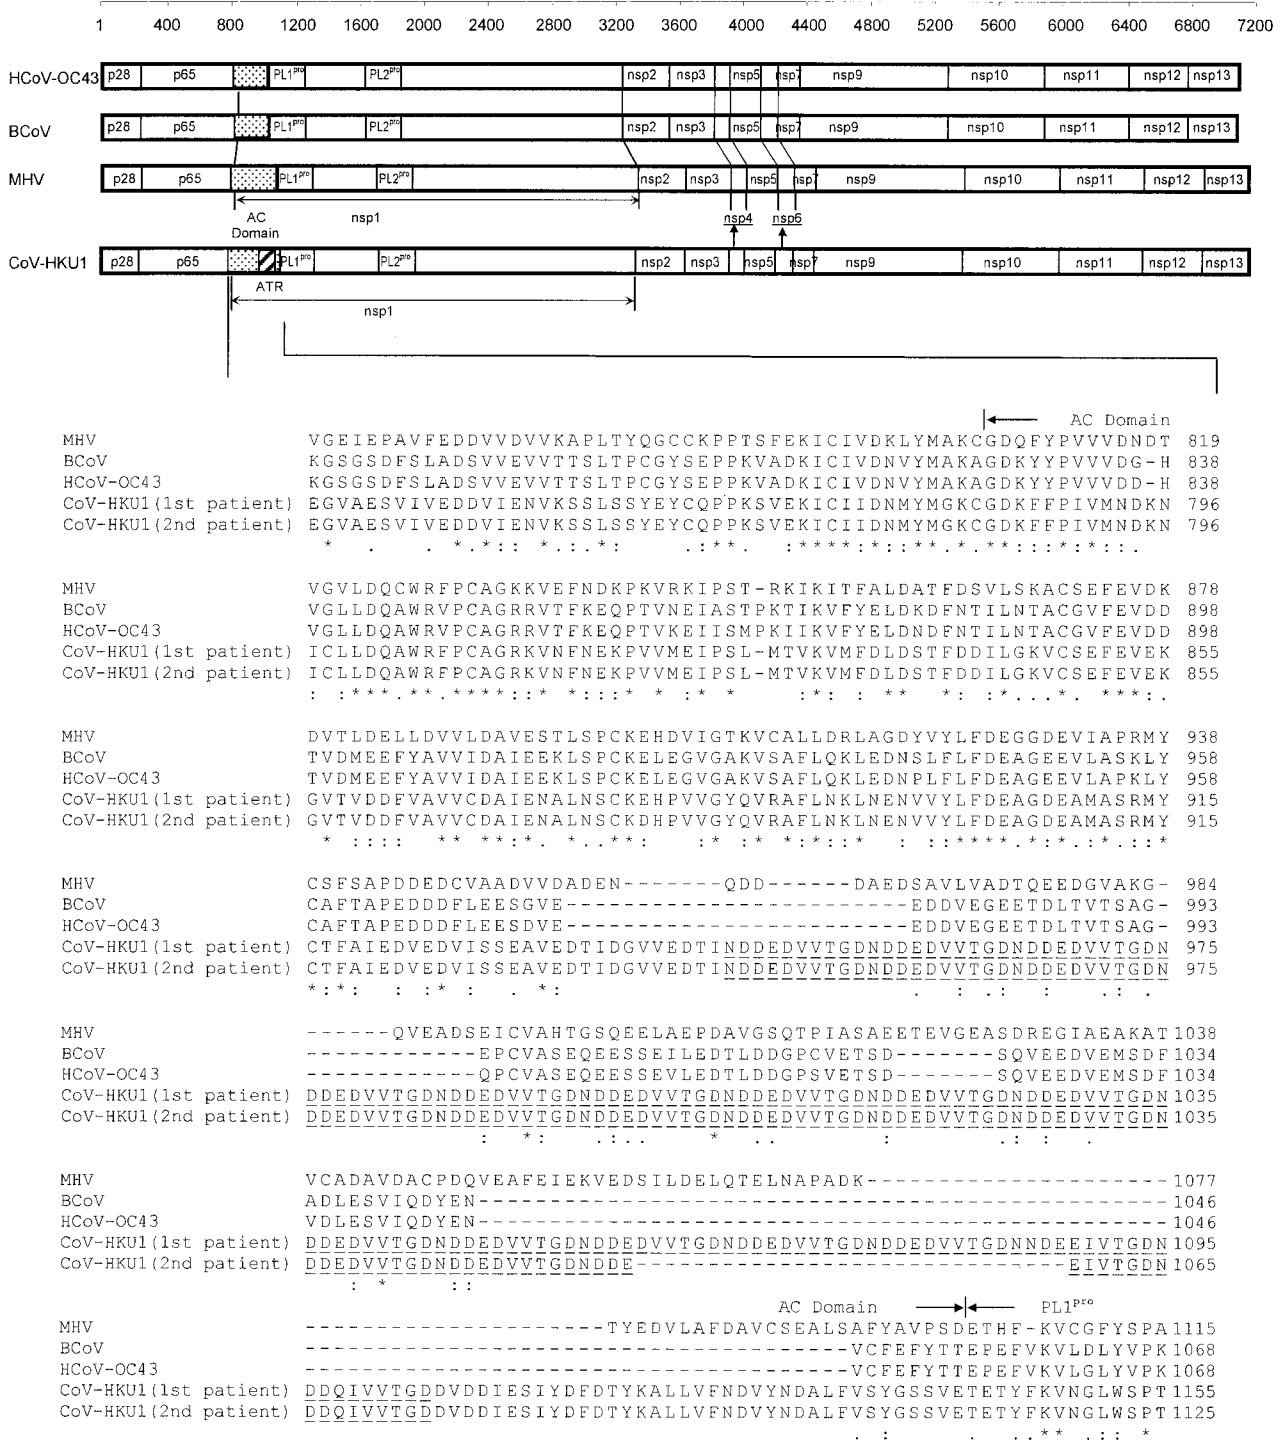 1 400 800 1200 1600 2000 2400 2800 3200 3600 4000 4400 4800 5200 5600 6000 6400 6800 7200
HCoV-OC43 p28 p65 PL1pro PL2pro nsp2 nsp3 nsp5 nsp7 nsp9 nsp10 nsp11 nsp12 nsp13
BCoV p28 p65 PL1pro PL2pro nsp2 nsp3 nsp5 nsp7 nsp9 nsp10 nsp11 nsp12 nsp13
MHV p28 p65 PL1pro PL2pro nsp2 nsp3 nsp5 nsp7 nsp9 nsp10 nsp11 nsp12 nsp13
AC Domain nsp1 nsp4 nsp6
CoV-HKU1 p28 p65 PL1pro PL2pro nsp2 nsp3 nsp5 nsp7 nsp9 nsp10 nsp11 nsp12 nsp13
ATR
nsp1
AC Domain
MHV VGEIEPAVFEDDVVDVVKAPLTYQGCCKPPTSFEKICIVDKLYMAKCGDQFYPVVVDNDT 819
BCoV KGSGSDFSLADSVVEVVTTSLTPCGYSEPPKVADKICIVDNVYMAKAGDKYYPVVVDG-H 838
HCoV-OC43 KGSGSDFSLADSVVEVVTTSLTPCGYSEPPKVADKICIVDNVYMAKAGDKYYPVVVDD-H 838
CoV-HKU1(1st patient) EGVAESVIVEDDVIENVKSSLSSYEYCQPPKSVEKICIIDNMYMGKCGDKFFPIVMNDKN 796
CoV-HKU1(2nd patient) EGVAESVIVEDDVIENVKSSLSSYEYCQPPKSVEKICIIDNMYMGKCGDKFFPIVMNDKN 796
MHV VGVLDQCWRFPCAGKKVEFNDKPKVRKIPST-RKIKITFALDATFDSVLSKACSEFEVDK 878
BCoV VGLLDQAWRVPCAGRRVTFKEQPTVNEIASTPKTIKVFYELDKDFNTILNTACGEFEVDD 898
HCoV-OC43 VGLLDQAWRVPCAGRRVTFKEQPTVKEIISMPKIIKVFYELDNDFNTILNTACGVFEVDD 898
CoV-HKU1(1st patient) ICLLDQAWRFPCAGRKVNFNEKPVVMEIPSL-MTVKVMFDLDSTFDDILGKVCSEFEVEK 855
CoV-HKU1(2nd patient) ICLLDQAWRFPCAGRKVNFNEKPVVMEIPSL-MTVKVMFDLDSTFDDILGKVCSEFEVEK 855
MHV DVTLDELLDVVLDAVESTLSPCKEHDVIGTKVCALLDRLAGDYVYLFDEGGDEVIAPRMY 938
BCoV TVDMEEFYAVVIDAIEEKLSPCKELEGVGAKVSAFLQKLEDNSLFLFDEAGEEVLASKLY 958
HCoV-OC43 TVDMEEFYAVVIDAIEEKLSPCKELEGVGAKVSAFLQKLEDNPLFLFDEAGEEVLAPKLY 958
CoV-HKU1(1st patient) GVTVDDFVAVVCDAIENALNSCKEHPVVGYQVRAFLNKLNENVVYLFDEAGDEAMASRMY 915
CoV-HKU1(2nd patient) GVTVDDFVAVVCDAIENALNSCKDHPVVGYQVRAFLNKLNENVVYLFDEAGDEAMASRMY 915
MHV CSFSAPDDEDCVAADVVDADEN-------QDD------DAEDSAVLVADTQEEDGVAKG- 984
BCoV CAFTAPEDDDFLEESGVE------------------------EDDVEGEETDLTVTSAG- 993
HCoV-OC43 CAFTAPEDDDFLEESDVE------------------------EDDVEGEETDLTVTSAG- 993
CoV-HKU1(1st patient) CTFAIEDVEDVISSEAVEDTIDGVVEDTINDDEDVVTGDNDDEDVVTGDNDDEDVVTGDN 975
CoV-HKU1(2nd patient) CTFAIEDVEDVISSEAVEDTIDGVVEDTINDDEDVVTGDNDDEDVVTGDNDDEDVVTGDN 975
MHV ------QVEADSEICVAHTGSQEELAEPDAVGSQTPIASAEETEVGEASDREGIAEAKAT 1038
BCoV ------------EPCVASEQEESSEILEDTLDDGPCVETSD-------SQVEEDVEMSDF 1034
HCoV-OC43 ------------QPCVASEQEESSEVLEDTLDDGPSVETSD-------SQVEEDVEMSDF 1034
CoV-HKU1(1st patient) DDEDVVTGDNDDEDVVTGDNDDEDVVTGDNDDEDVVTGDNDDEDVVTGDNDDEDVVTGDN 1035
CoV-HKU1(2nd patient) DDEDVVTGDNDDEDVVTGDNDDEDVVTGDNDDEDVVTGDNDDEDVVTGDNDDEDVVTGDN 1035
MHV VCADAVDACPDQVEAFEIEKVEDSILDELQTELNAPADK--------------------- 1077
BCoV ADLESVIQDYEN------------------------------------------------ 1046
HCoV-OC43 VDLESVIQDYEN------------------------------------------------ 1046
CoV-HKU1(1st patient) DDEDVVTGDNDDEDVVTGDNDDEDVVTGDNDDEDVVTGDNDDEDVVTGDNNDEEIVTGDN 1095
CoV-HKU1(2nd patient) DDEDVVTGDNDDEDVVTGDNDDE------------------------------EIVTGDN 1065
AC Domain PL1pro
MHV ---------------------TYEDVLAFDAVCSEALSAFYAVPSDETHF-KVCGFYSPA 1115
BCoV --------------------------------------VCFEFYTTEPEFVKVLDLYVPK 1068
HCoV-OC43 --------------------------------------VCFEFYTTEPEFVKVLGLYVPK 1068
CoV-HKU1(1st patient) DDQIVVTGDDVDDIESIYDFDTYKALLVFNDVYNDALFVSYGSSVETETYFKVNGLWSPT 1155
CoV-HKU1(2nd patient) DDQIVVTGDDVDDIESIYDFDTYKALLVFNDVYNDALFVSYGSSVETETYFKVNGLWSPT 1125